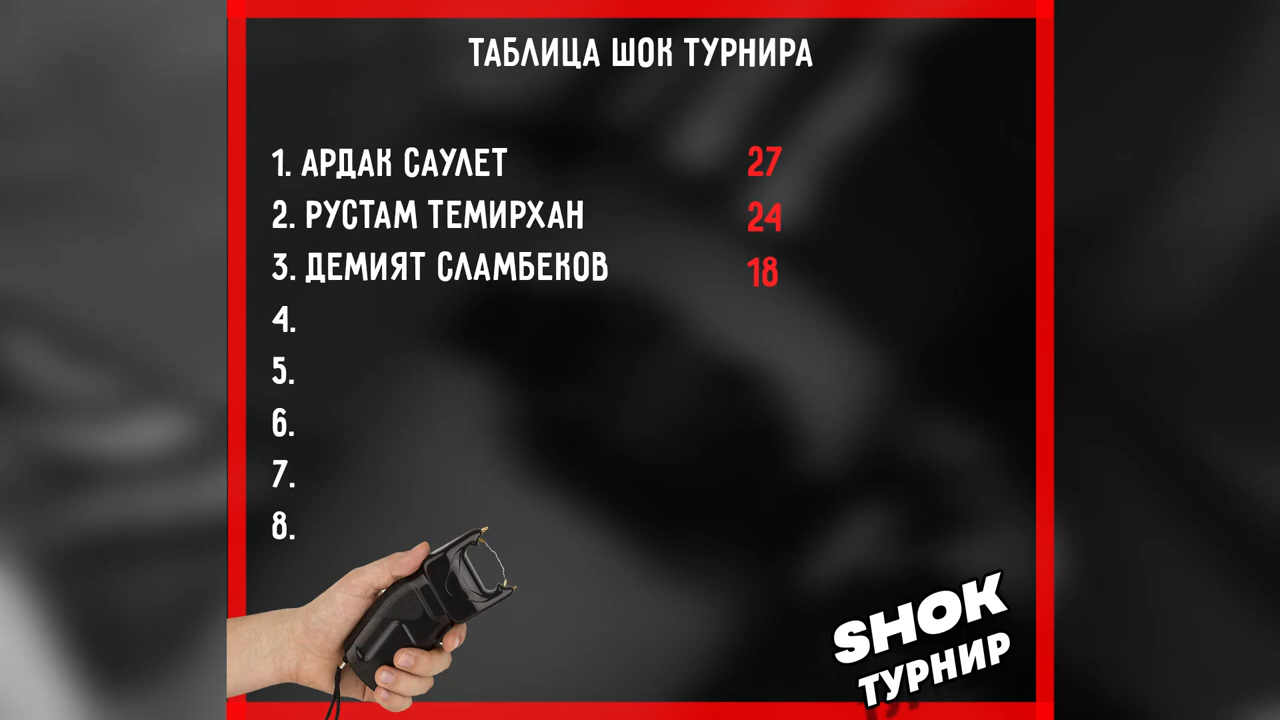 ТАБЛИЦА ШОК ТУРНИРА
1. АРДАК САУЛЕТ 27
2. РУСТАМ ТЕМИРХАН 24
3. ДЕМИЯТ СЛАМБЕКОВ 18
4.
5.
6.
7.
8.
SHOK
ТУРНИР